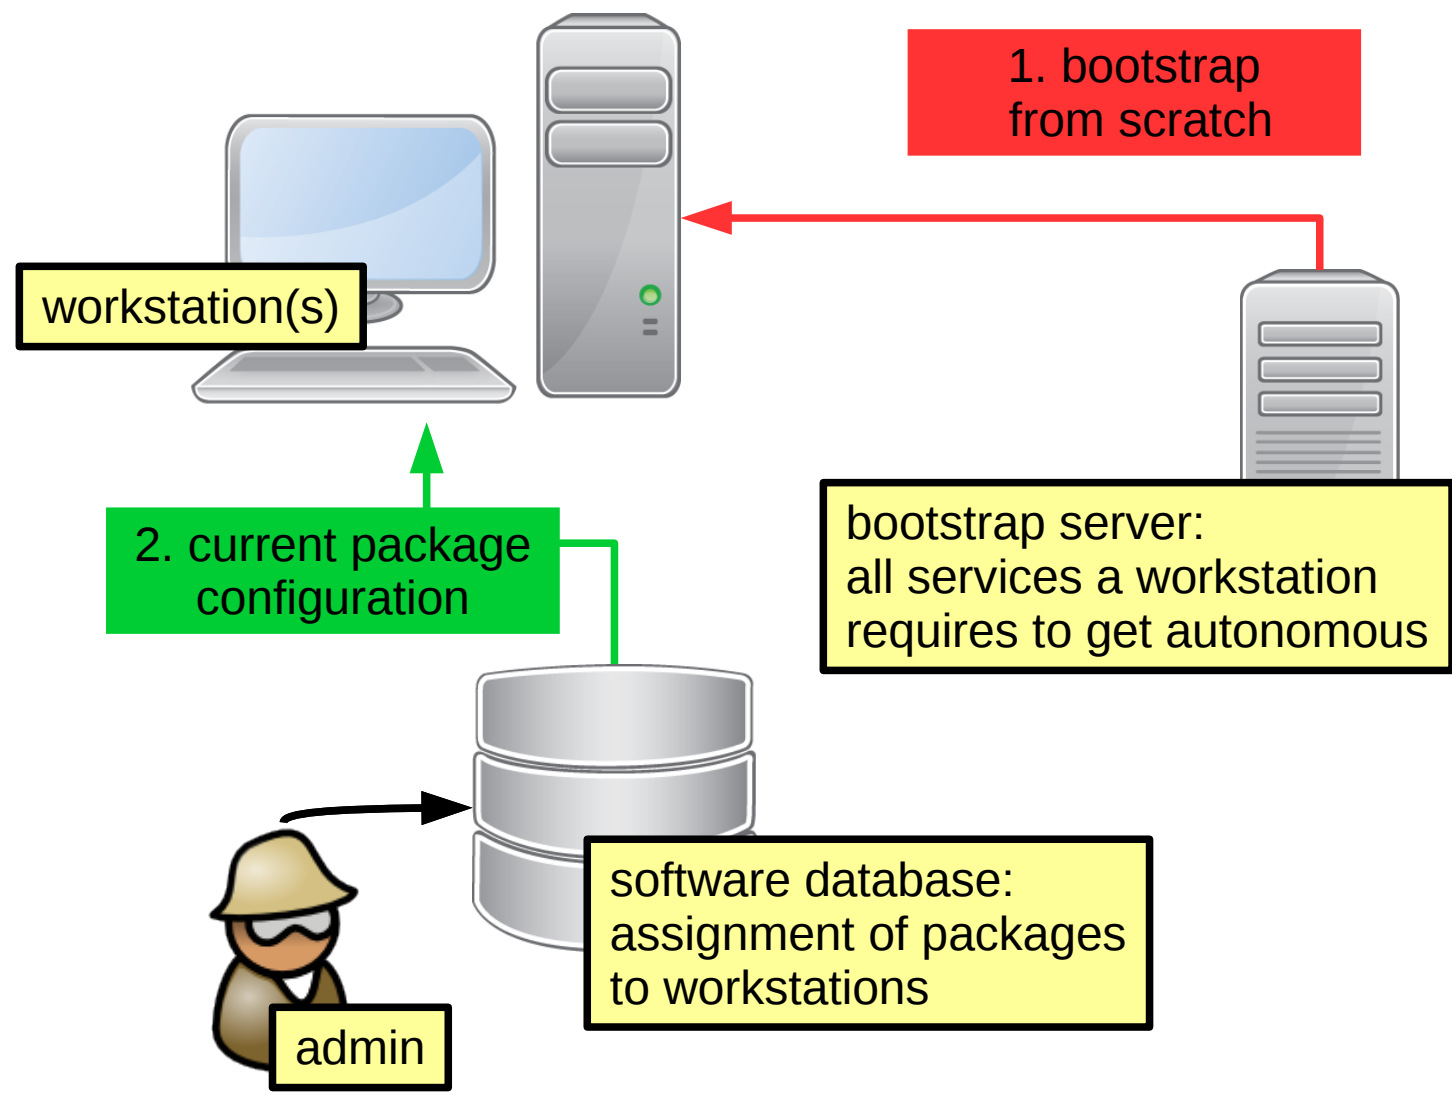 1. bootstrap
from scratch
workstation(s)
2. current package
configuration
bootstrap server:
all services a workstation
requires to get autonomous
software database:
assignment of packages
to workstations
admin